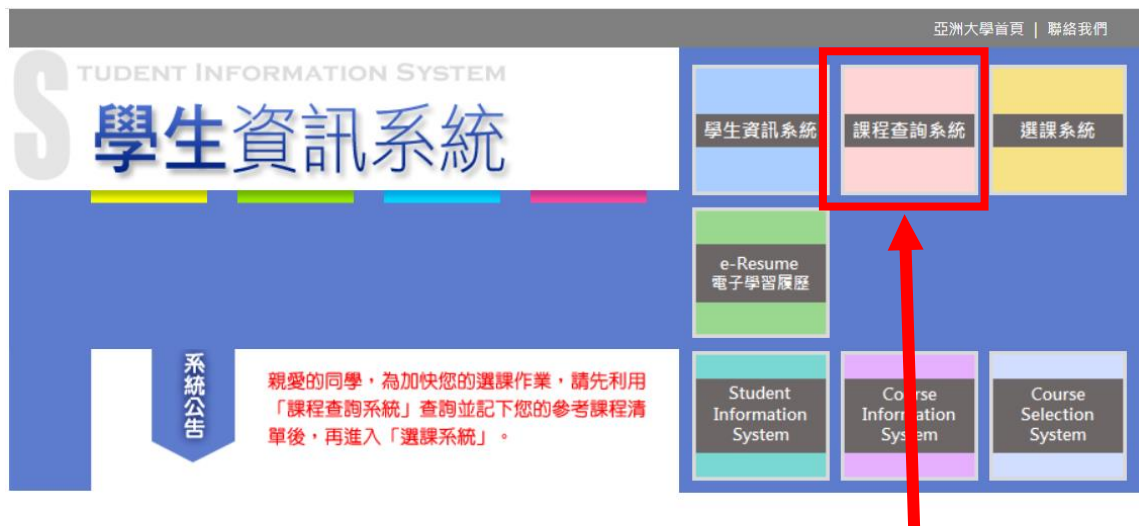 亞洲大學首頁 | 聯絡我們
STUDENT INFORMATION SYSTEM
學生資訊系統
學生資訊系統
課程查詢系統
選課系統
e-Resume
電子學習履歷
系統公告
親愛的同學，為加快您的選課作業，請先利用
「課程查詢系統」查詢並記下您的參考課程清
單後，再進入「選課系統」。
Student
Information
System
Course
Information
System
Course
Selection
System